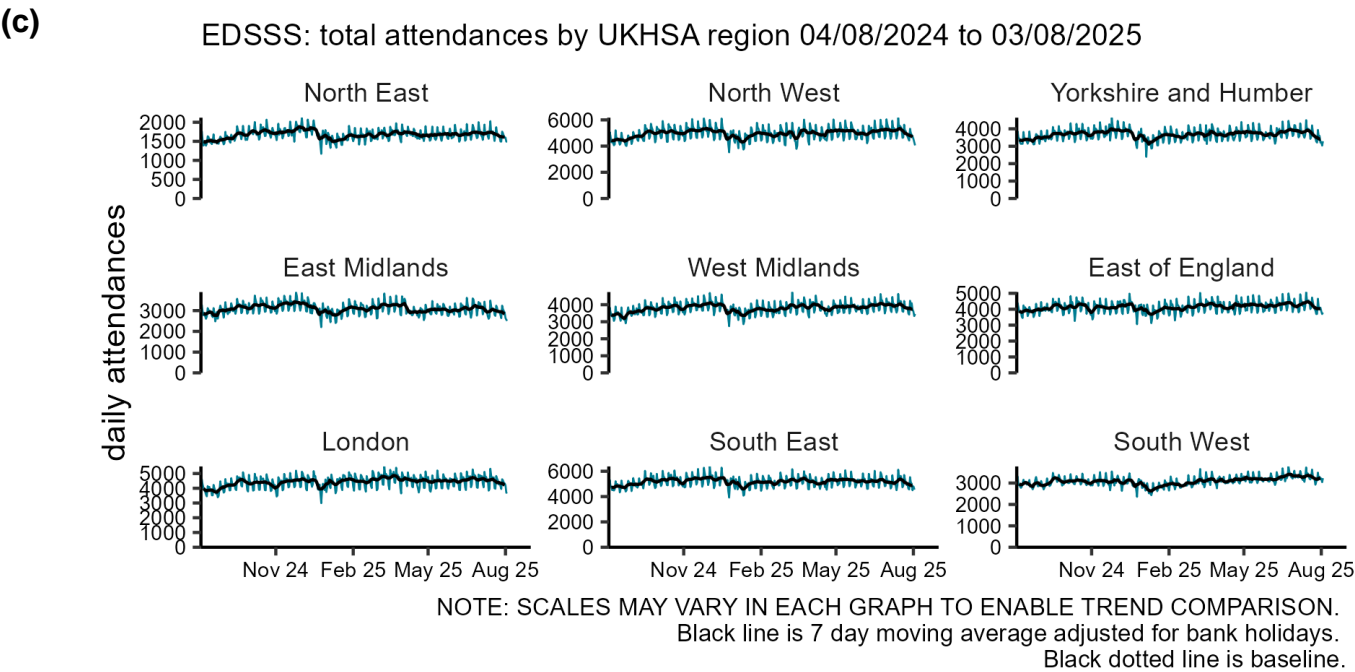 (c)
EDSSS: total attendances by UKHSA region 04/08/2024 to 03/08/2025
daily attendances
North East
2000
1500
1000
500
0
North West
6000
4000
2000
0
Yorkshire and Humber
4000
3000
2000
1000
0
East Midlands
3000
2000
1000
0
West Midlands
4000
3000
2000
1000
0
East of England
5000
4000
3000
2000
1000
0
London
5000
4000
3000
2000
1000
0
Nov 24 Feb 25 May 25 Aug 25
South East
6000
4000
2000
0
Nov 24 Feb 25 May 25 Aug 25
South West
3000
2000
1000
0
Nov 24 Feb 25 May 25 Aug 25
NOTE: SCALES MAY VARY IN EACH GRAPH TO ENABLE TREND COMPARISON.
Black line is 7 day moving average adjusted for bank holidays.
Black dotted line is baseline.